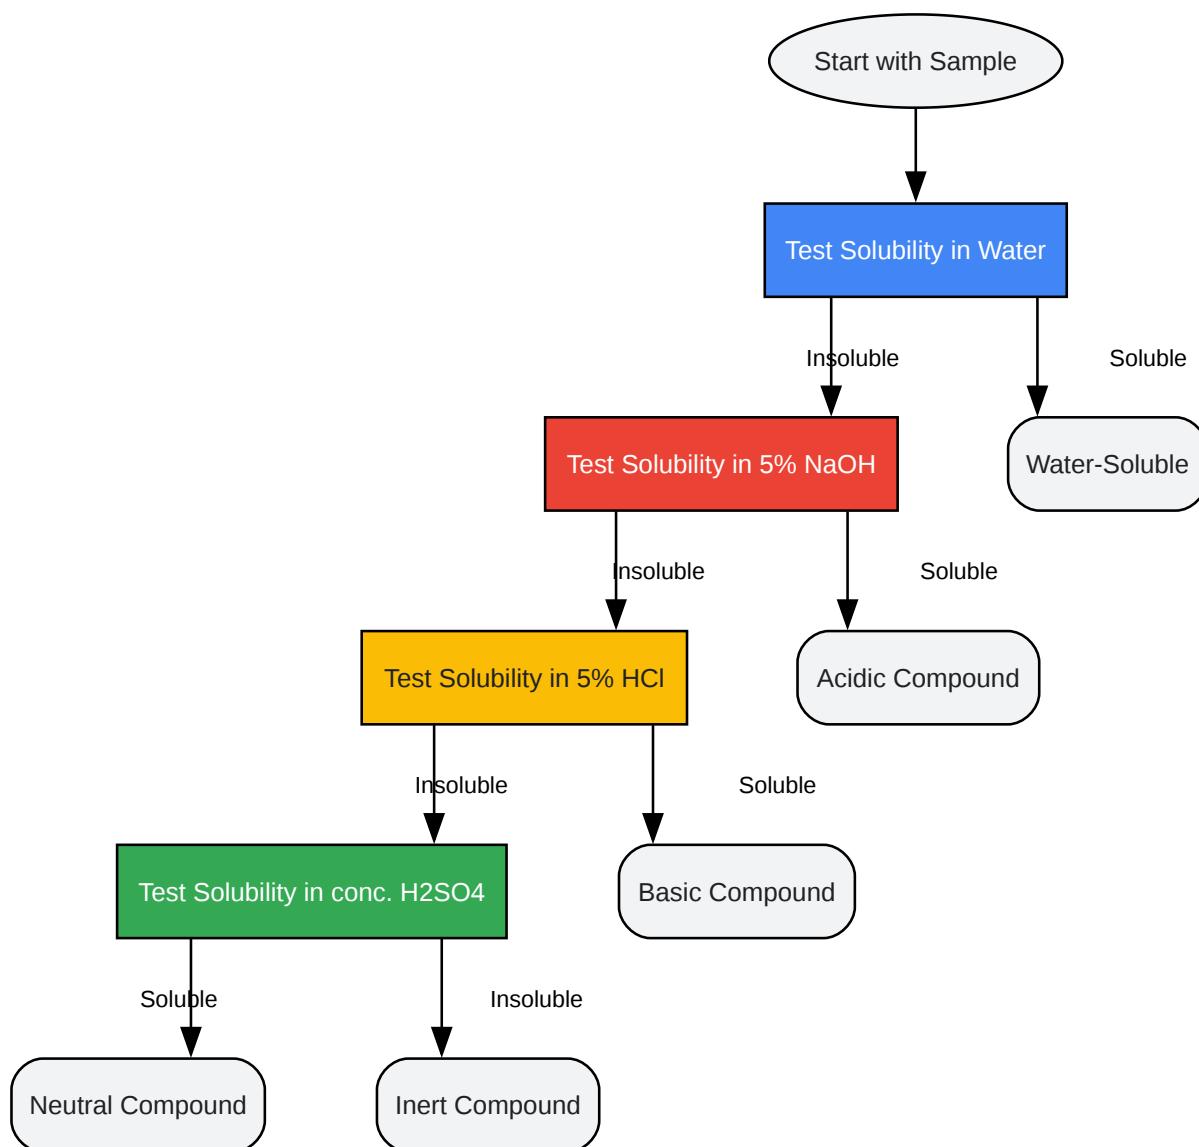 Start with Sample
Test Solubility in Water
Insoluble
Soluble
Test Solubility in 5% NaOH
Water-Soluble
Insoluble
Soluble
Test Solubility in 5% HCl
Acidic Compound
Insoluble
Soluble
Test Solubility in conc. H2SO4
Basic Compound
Soluble
Insoluble
Neutral Compound
Inert Compound